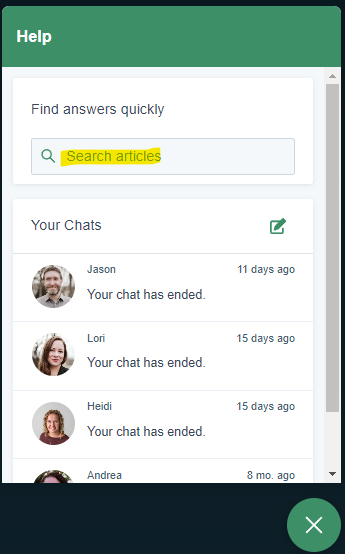 Help
Find answers quickly
Search articles
Your Chats
Jason 11 days ago
Your chat has ended.
Lori 15 days ago
Your chat has ended.
Heidi 15 days ago
Your chat has ended.
Andrea 8 mo. ago